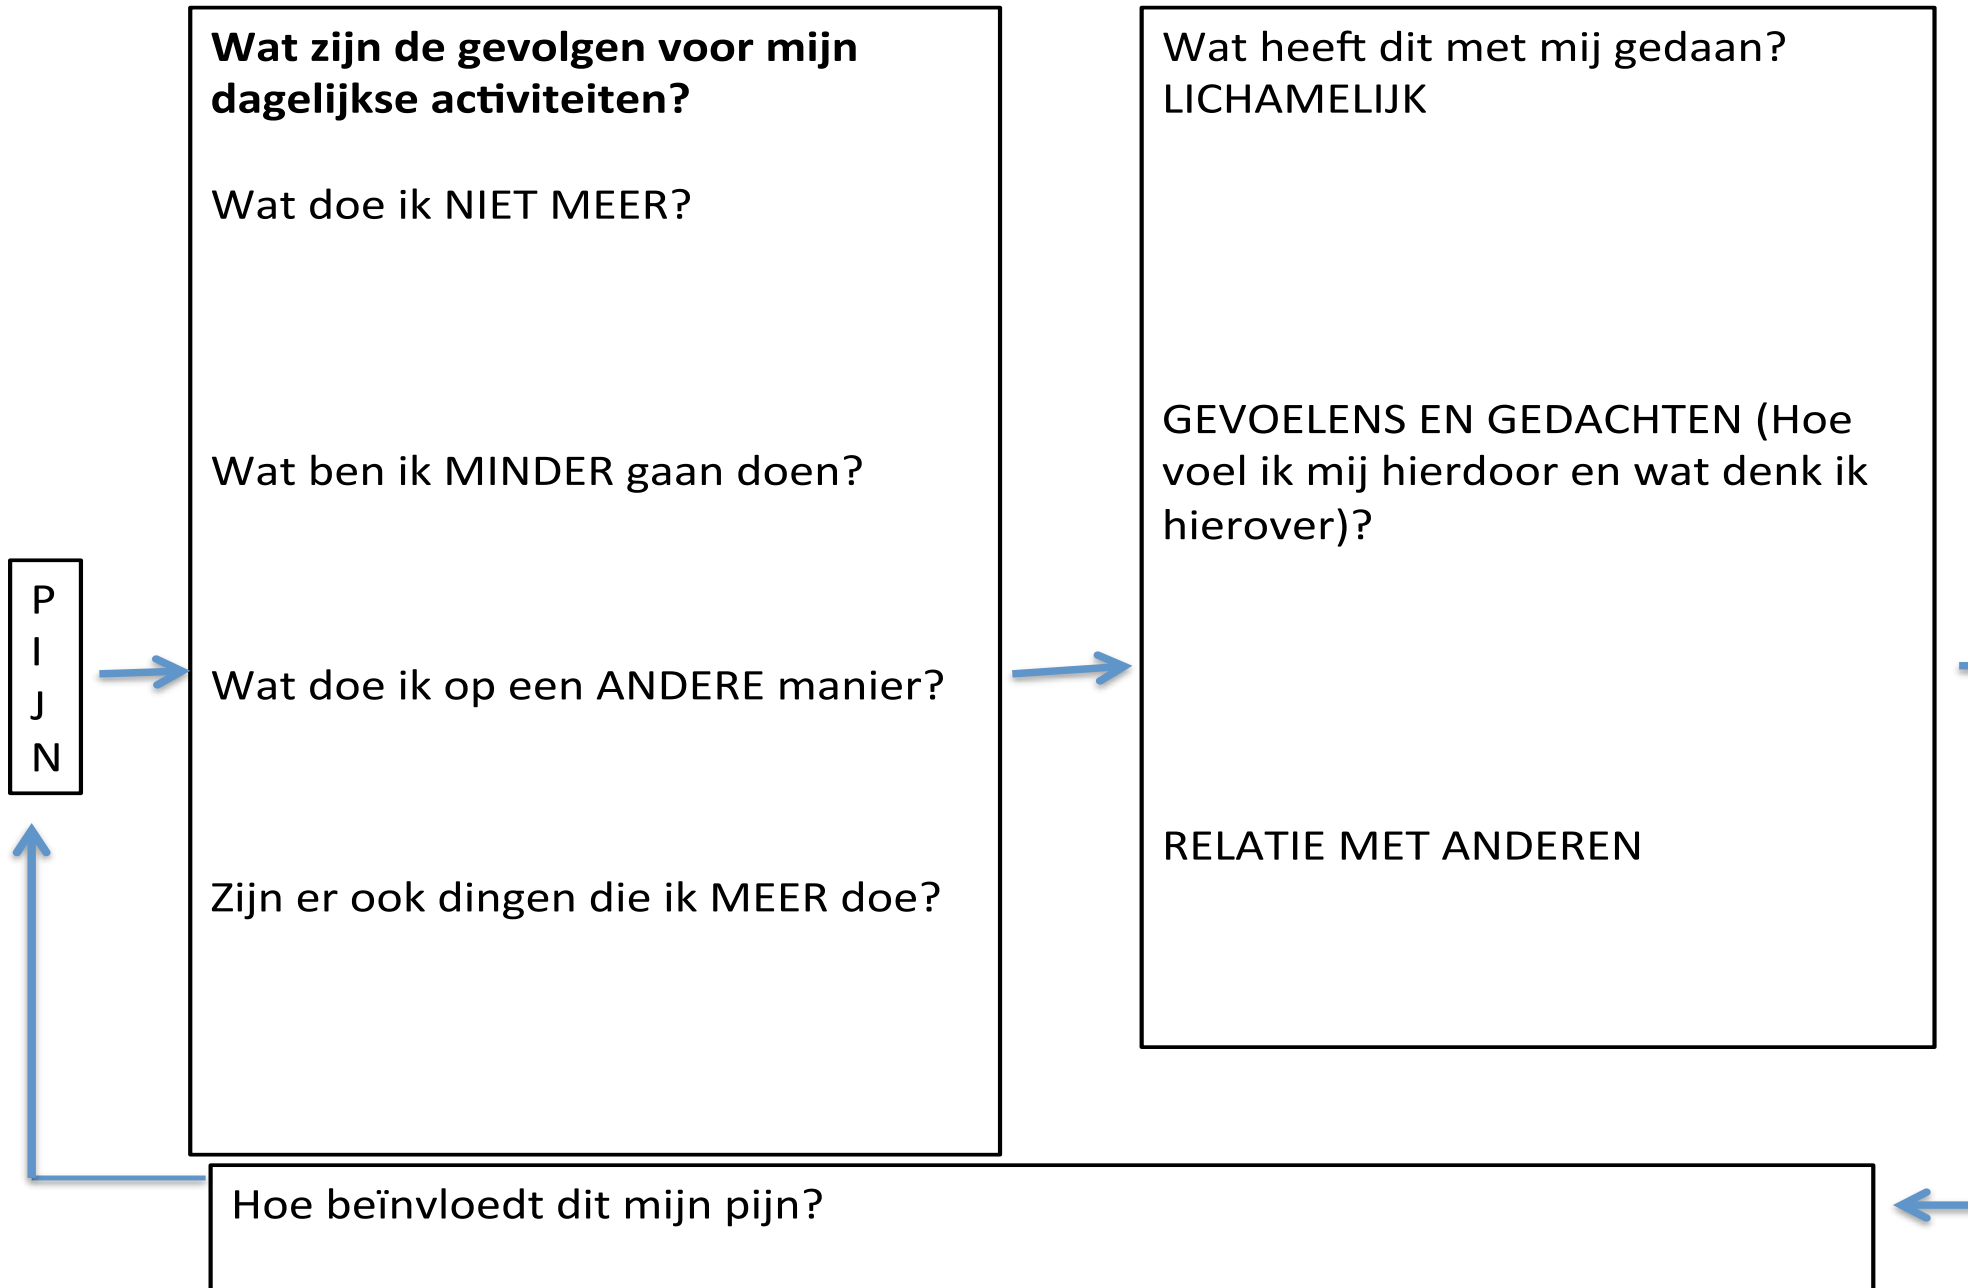 P
I
J
N
Wat zijn de gevolgen voor mijn
dagelijkse activiteiten?
Wat doe ik NIET MEER?
Wat ben ik MINDER gaan doen?
Wat doe ik op een ANDERE manier?
Zijn er ook dingen die ik MEER doe?
Wat heeft dit met mij gedaan?
LICHAMELIJK
GEVOELENS EN GEDACHTEN (Hoe
voel ik mij hierdoor en wat denk ik
hierover)?
RELATIE MET ANDEREN
Hoe beïnvloedt dit mijn pijn?